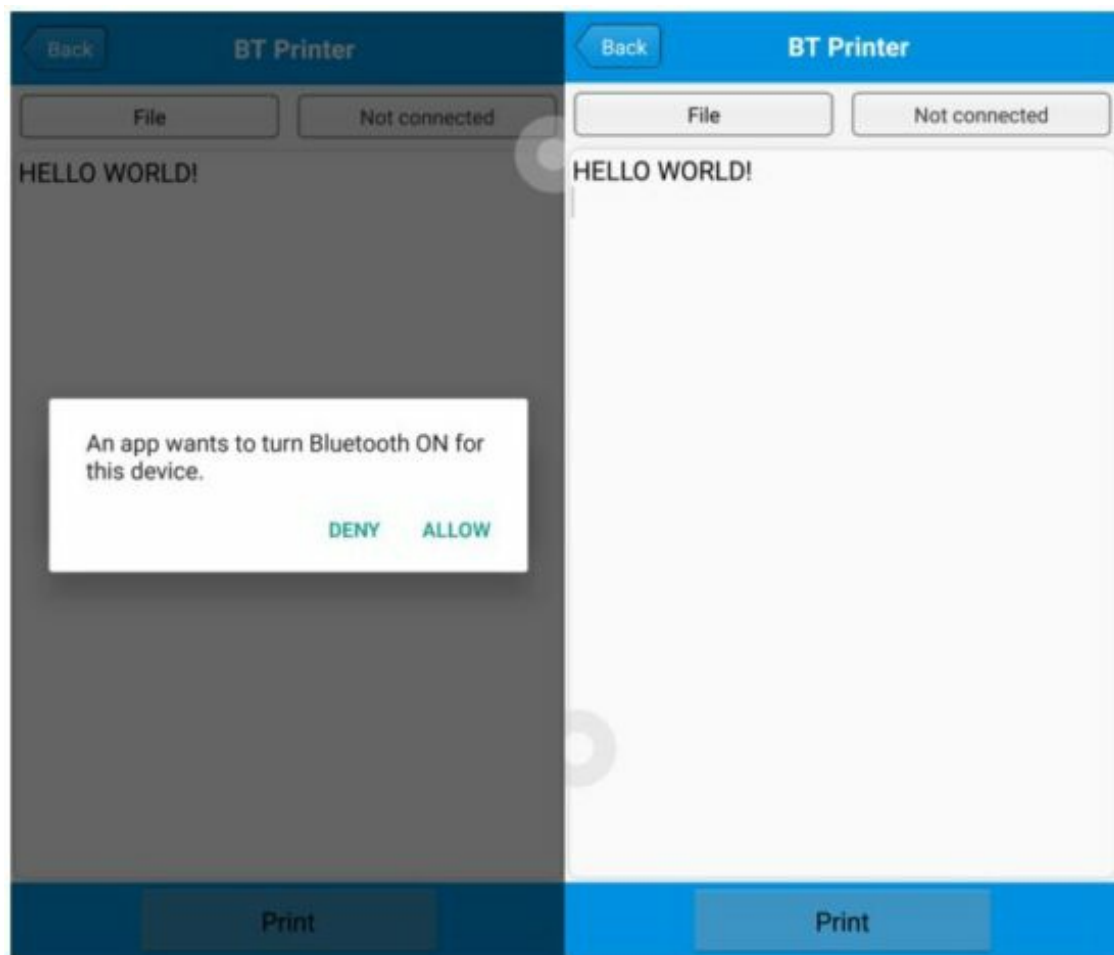 Back
BT Printer
File
Not connected
HELLO WORLD!
An app wants to turn Bluetooth ON for
this device.
DENY
ALLOW
Print
Back
BT Printer
File
Not connected
HELLO WORLD!
Print